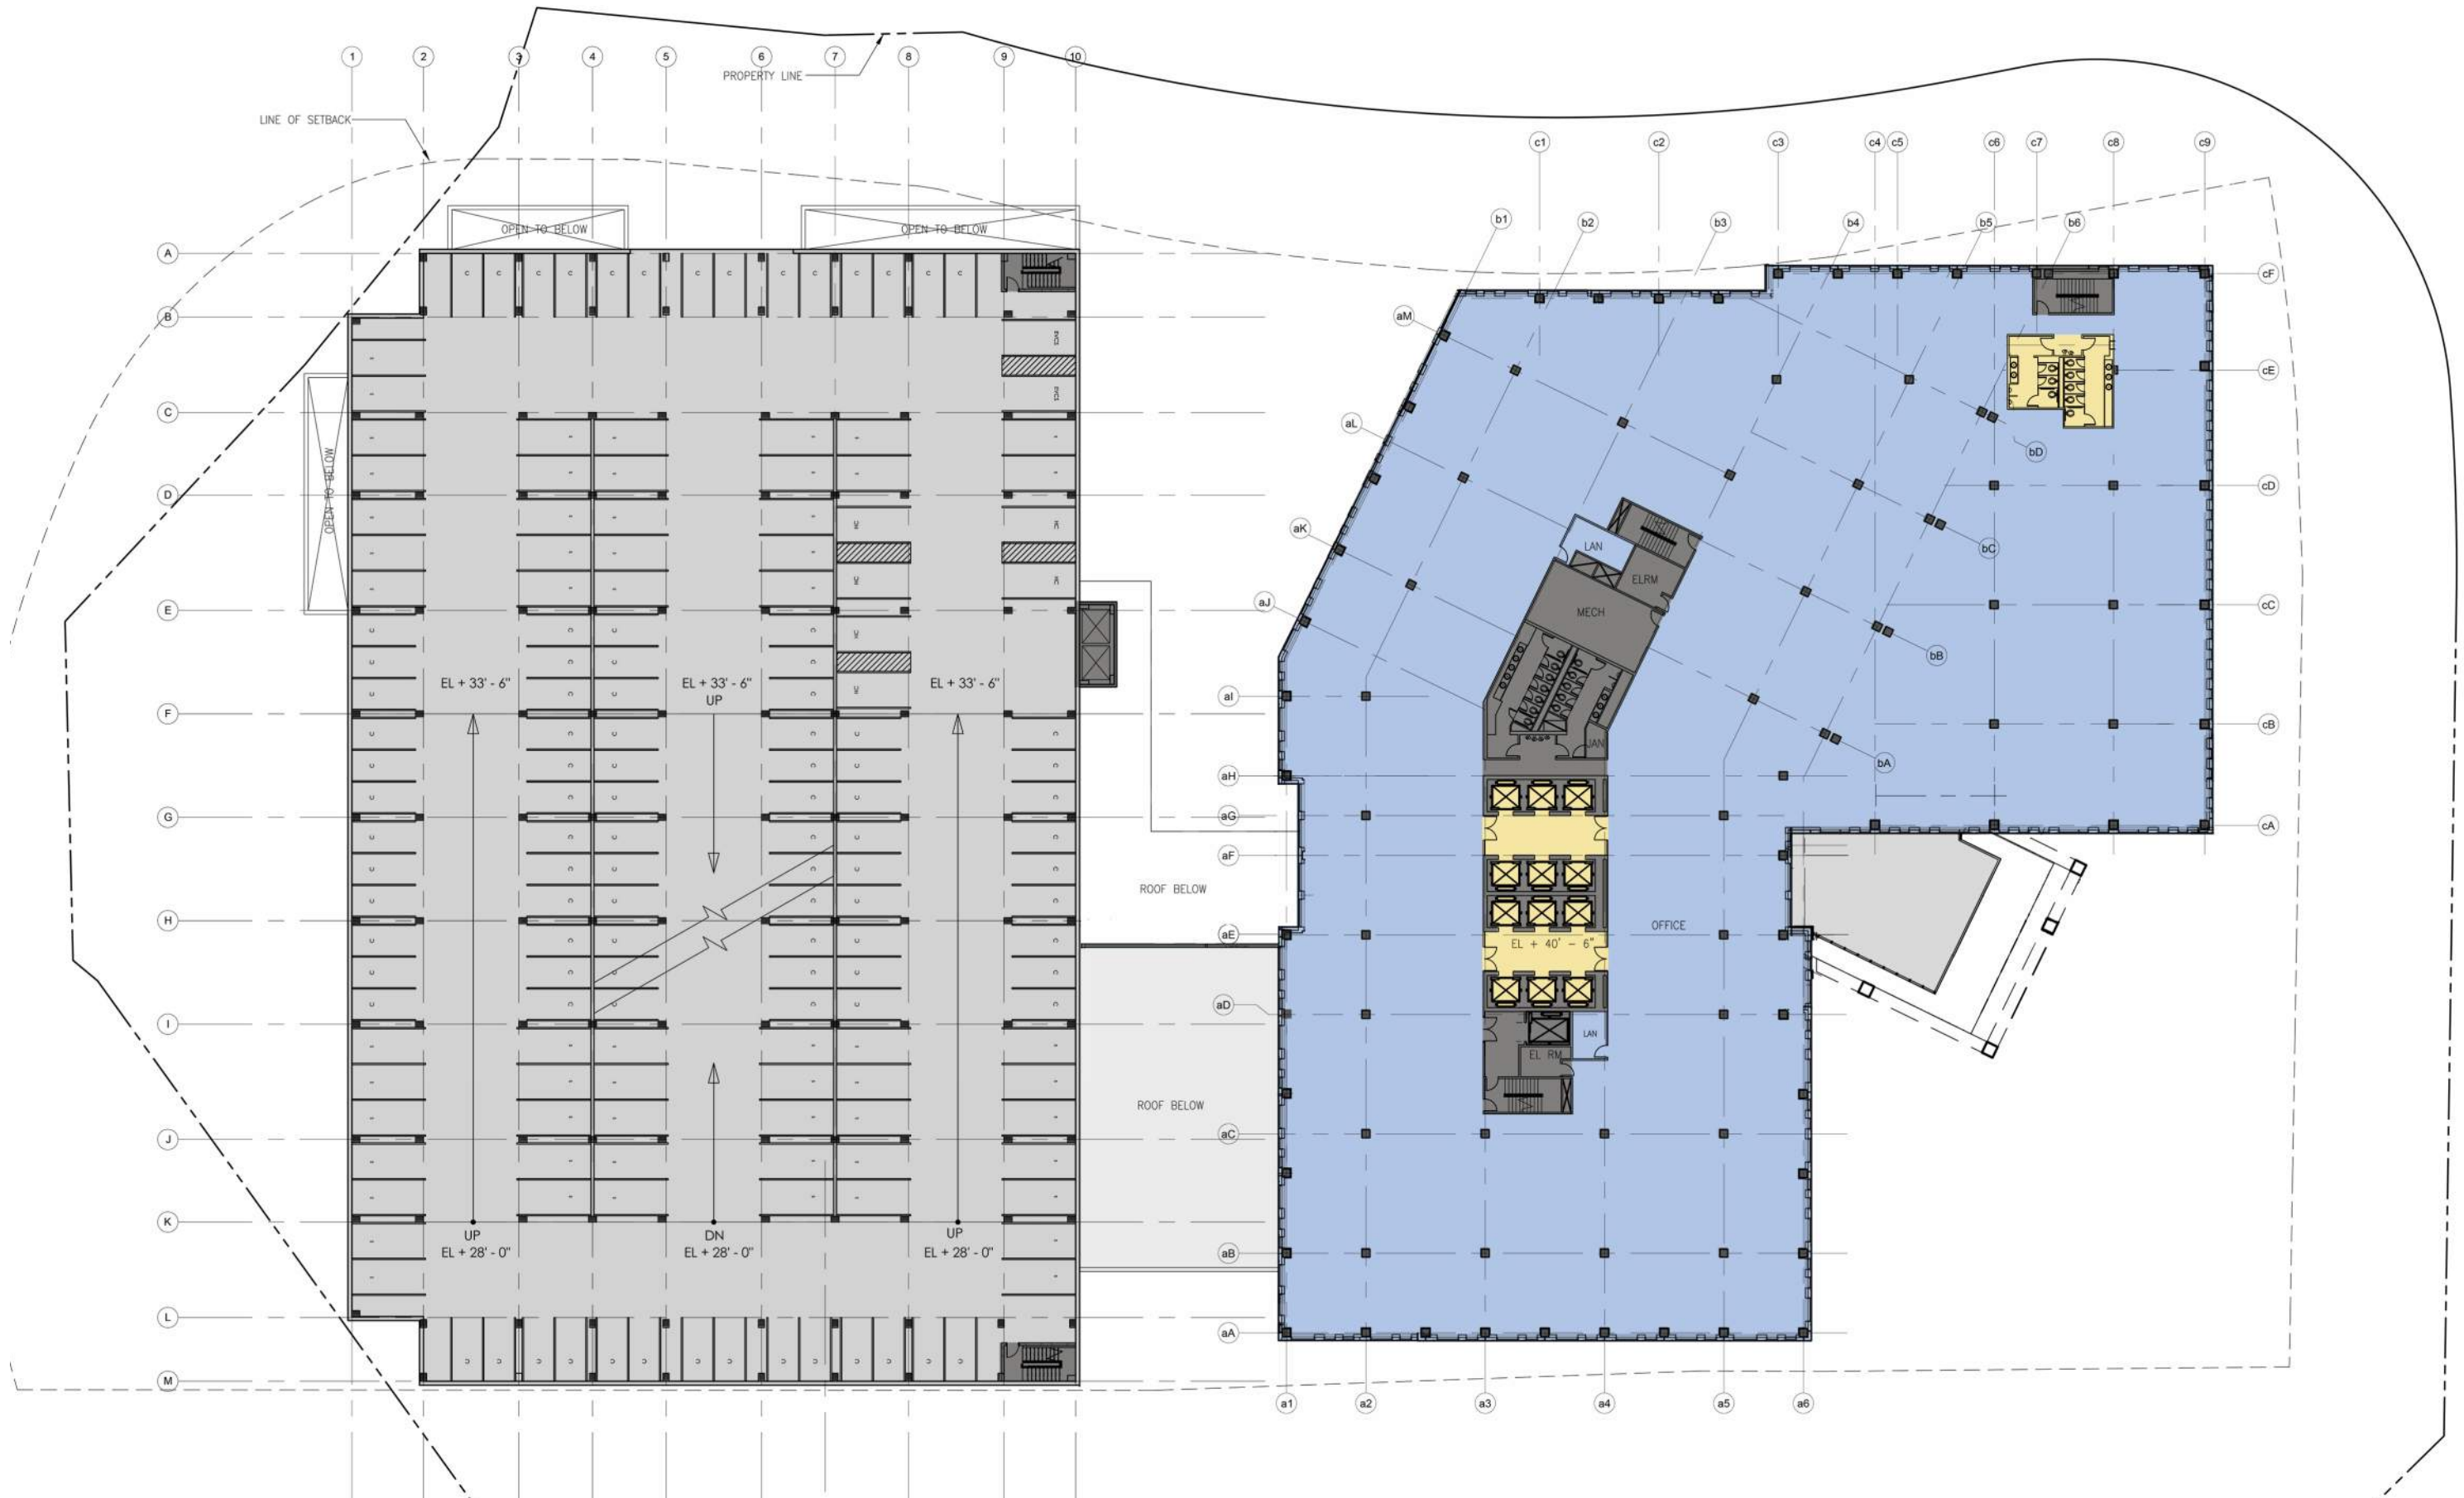 1 2 3 4 5 6 7 8 9 10
PROPERTY LINE
LINE OF SETBACK
c1 c2 c3 c4 c5 c6 c7 c8 c9
b1 b2 b3 b4 b5 b6
OPEN TO BELOW
OPEN TO BELOW
OPEN TO BELOW
A
B
C
D
E
F
G
H
I
J
K
L
M
EVCS
EVCS
HC
HC
EL + 33' - 6"
EL + 33' - 6"
UP
EL + 33' - 6"
UP
EL + 28' - 0"
DN
EL + 28' - 0"
UP
EL + 28' - 0"
ROOF BELOW
ROOF BELOW
aM
aL
aK
aJ
aI
aH
aG
aF
aE
aD
aC
aB
aA
cF
cE
cD
cC
cB
cA
bD
bC
bB
bA
LAN
ELRM
MECH
JAN
OFFICE
EL + 40' - 6"
LAN
EL RM
a1 a2 a3 a4 a5 a6